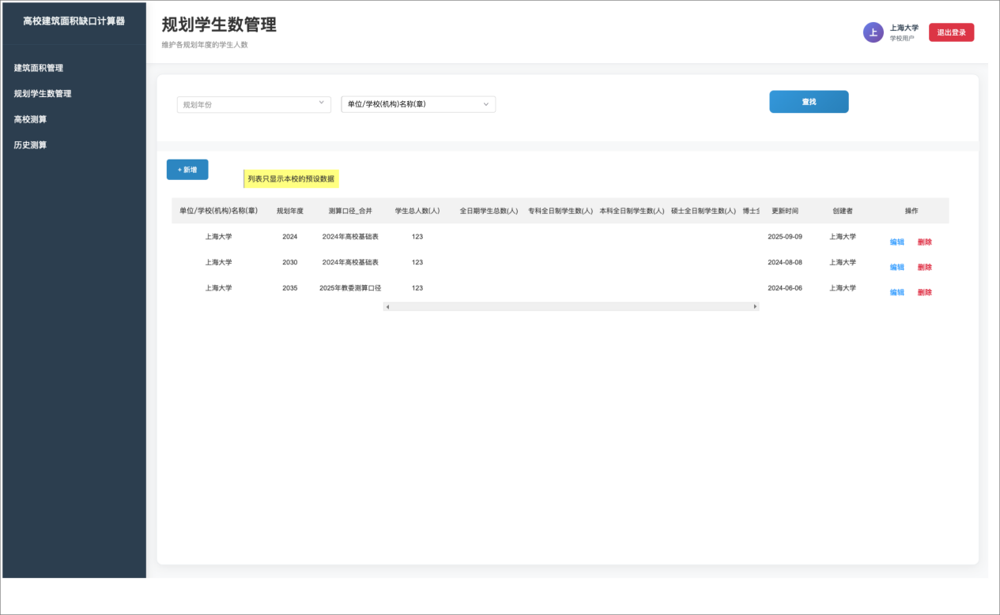 高校建筑面积缺口计算器
建筑面积管理
规划学生数管理
高校测算
历史测算
规划学生数管理
维护各规划年度的学生人数
上
上海大学
学校用户
退出登录
规划年份
单位/学校(机构)名称(章)
查找
+ 新增
列表只显示本校的预设数据
单位/学校(机构)名称(章) 规划年度 测算口径_合并 学生总人数(人) 全日期学生总数(人) 专科全日制学生数(人) 本科全日制学生数(人) 硕士全日制学生数(人) 博士 更新时间 创建者 操作
上海大学 2024 2024年高校基础表 123 2025-09-09 上海大学 编辑 删除
上海大学 2030 2024年高校基础表 123 2024-08-08 上海大学 编辑 删除
上海大学 2035 2025年教委测算口径 123 2024-06-06 上海大学 编辑 删除